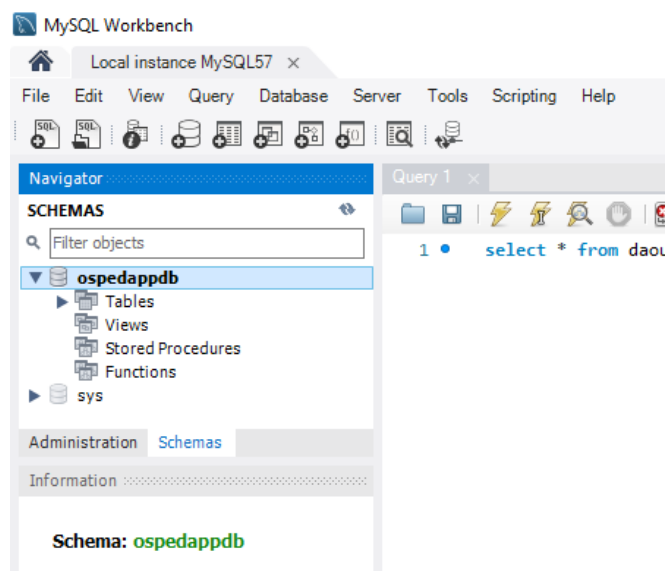 MySQL Workbench
Local instance MySQL57
File Edit View Query Database Server Tools Scripting Help
SQL SQL
Navigator
Query 1
SCHEMAS
Filter objects
1 select * from daou
ospedappdb
Tables
Views
Stored Procedures
Functions
sys
Administration Schemas
Information
Schema: ospedappdb